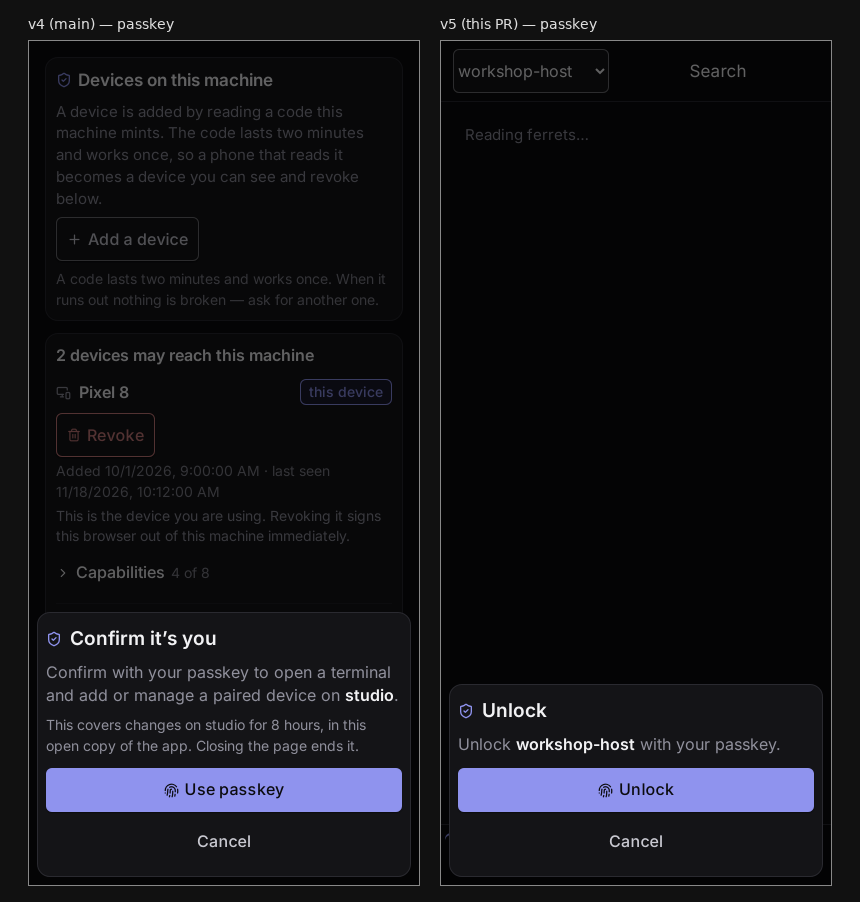 v4 (main) — passkey
Devices on this machine
A device is added by reading a code this
machine mints. The code lasts two minutes
and works once, so a phone that reads it
becomes a device you can see and revoke
below.
Add a device
A code lasts two minutes and works once. When it
runs out nothing is broken — ask for another one.
2 devices may reach this machine
Pixel 8
this device
Revoke
Added 10/1/2026, 9:00:00 AM · last seen
11/18/2026, 10:12:00 AM
This is the device you are using. Revoking it signs
this browser out of this machine immediately.
Capabilities 4 of 8
Confirm it’s you
Confirm with your passkey to open a terminal
and add or manage a paired device on studio.
This covers changes on studio for 8 hours, in this
open copy of the app. Closing the page ends it.
Use passkey
Cancel
v5 (this PR) — passkey
workshop-host
Search
Reading ferrets…
Unlock
Unlock workshop-host with your passkey.
Unlock
Cancel